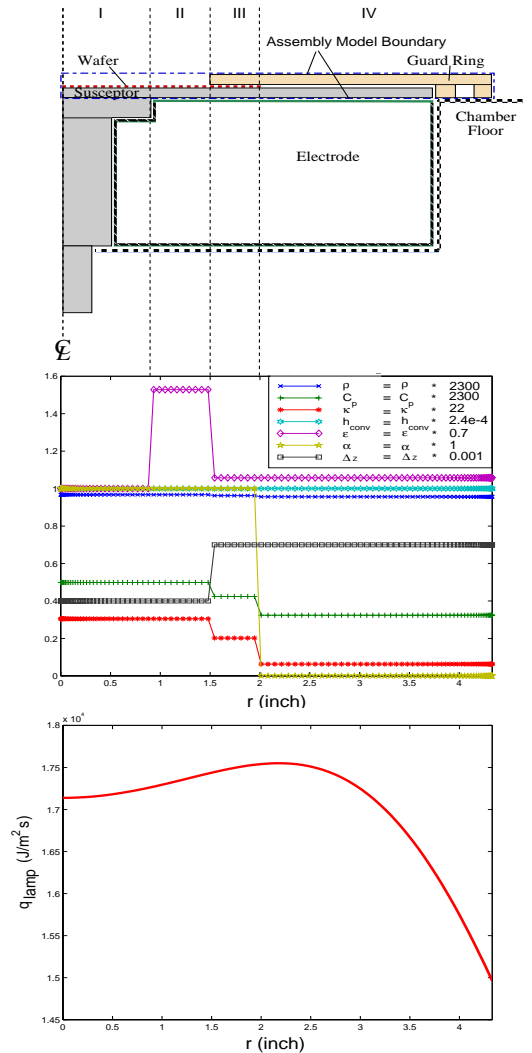 I II III IV
Assembly Model Boundary
Wafer
Guard Ring
Susceptor
Chamber
Floor
Electrode
℄
1.6
1.4
1.2
1
0.8
0.6
0.4
0.2
0
ρ = ρ * 2300
C_p = C_p * 2300
κ_p = κ * 22
h_conv = h_conv * 2.4e-4
ε = ε * 0.7
α = α * 1
Δz = Δz * 0.001
0 0.5 1 1.5 2 2.5 3 3.5 4
r (inch)
x 10⁴
1.8
1.75
1.7
1.65
1.6
1.55
1.5
1.45
q_lamp (J/m² s)
0 0.5 1 1.5 2 2.5 3 3.5 4
r (inch)